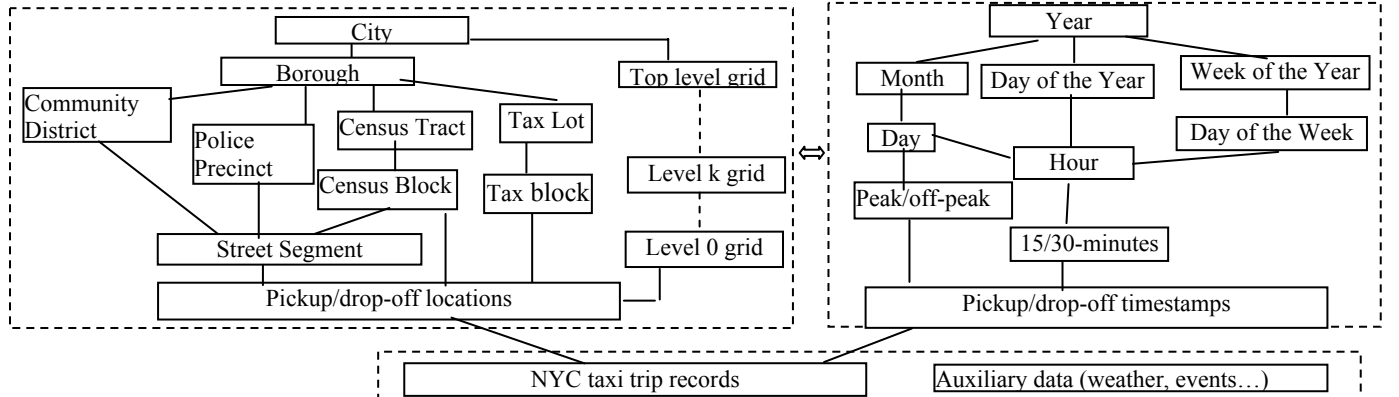 City
Borough
Top level grid
Community
District
Police
Precinct
Census Tract
Tax Lot
Census Block
Tax block
Level k grid
Street Segment
Level 0 grid
Pickup/drop-off locations
⇔
Year
Month
Day of the Year
Week of the Year
Day
Hour
Day of the Week
Peak/off-peak
15/30-minutes
Pickup/drop-off timestamps
NYC taxi trip records
Auxiliary data (weather, events…)